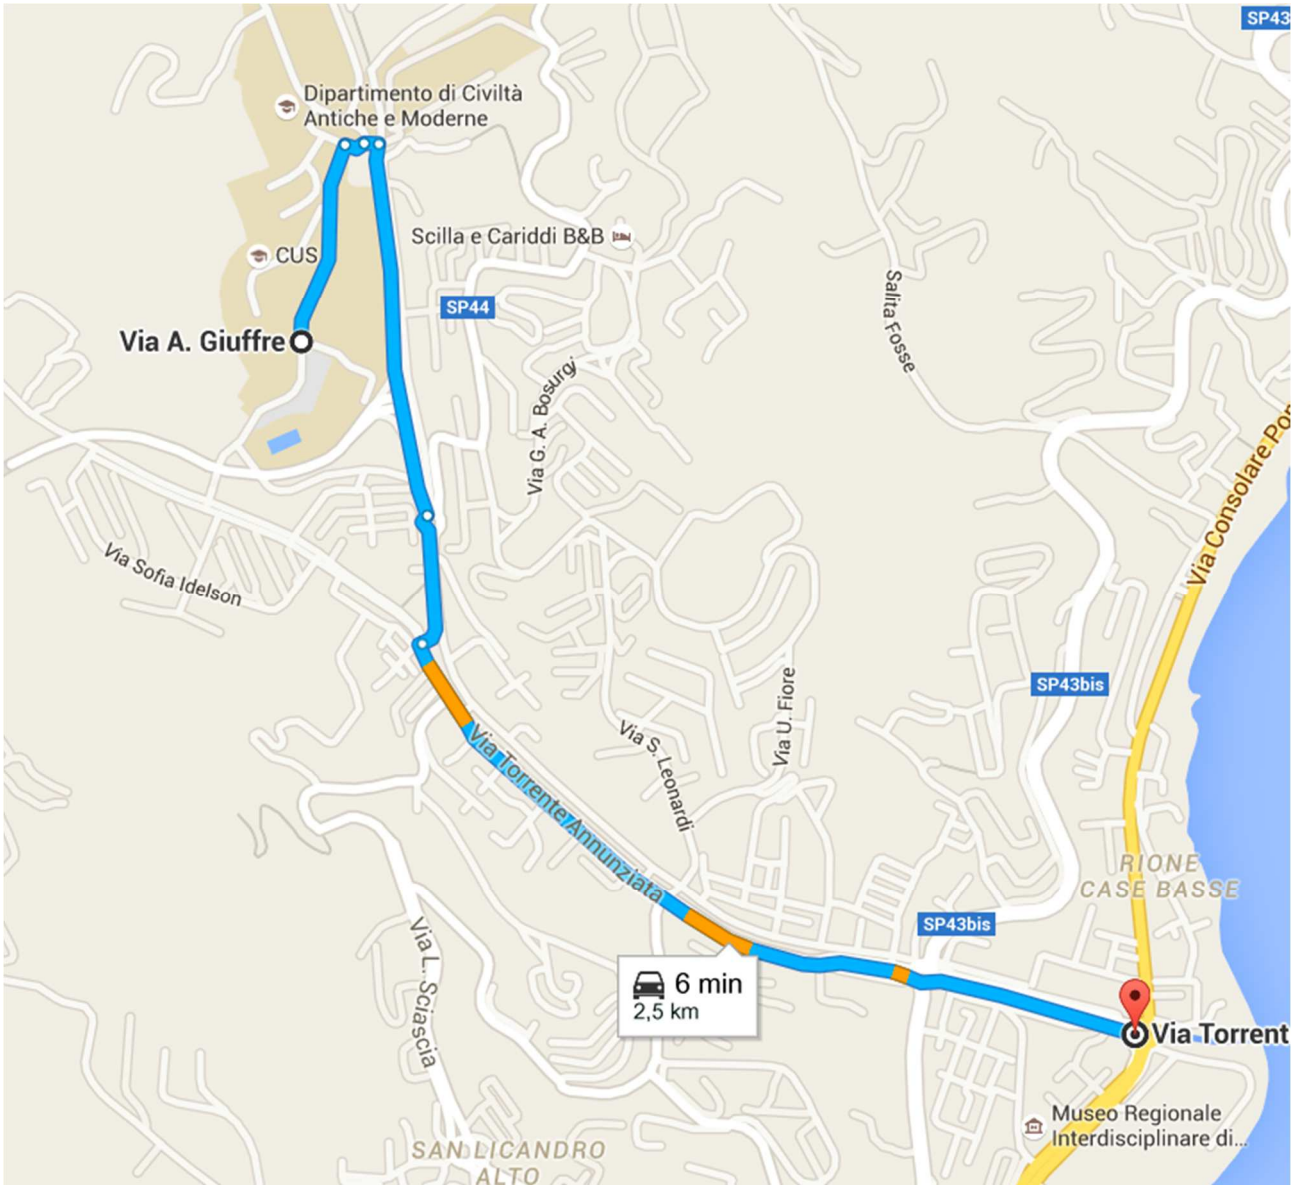 SP43
Dipartimento di Civiltà
Antiche e Moderne
Scilla e Cariddi B&B
CUS
SP44
Salita Fosse
Via A. Giuffre
Via G. A. Bosurgi
Via Consolare Pom
Via Sofia Idelson
SP43bis
Via U. Fiore
Via S. Leonardi
Via Torrente Annunziata
RIONE
CASE BASSE
SP43bis
Via L. Sciascia
6 min
2,5 km
Via Torrent
Museo Regionale
Interdisciplinare di...
SAN LICANDRO
ALTO